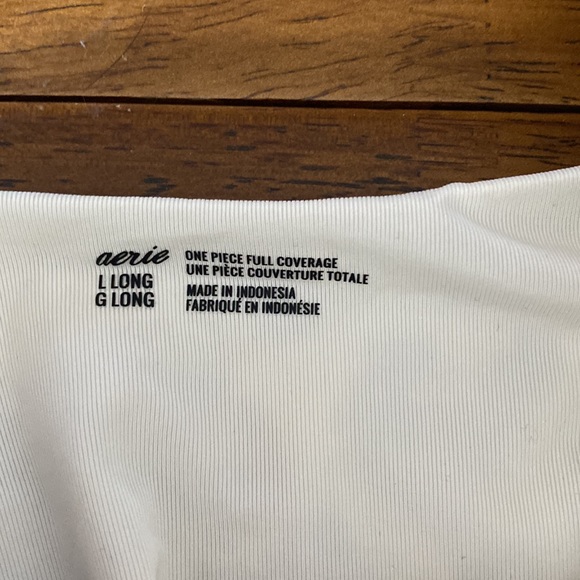 aerie
L LONG
G LONG
ONE PIECE FULL COVERAGE
UNE PIÈCE COUVERTURE TOTALE
MADE IN INDONESIA
FABRIQUÉ EN INDONÉSIE